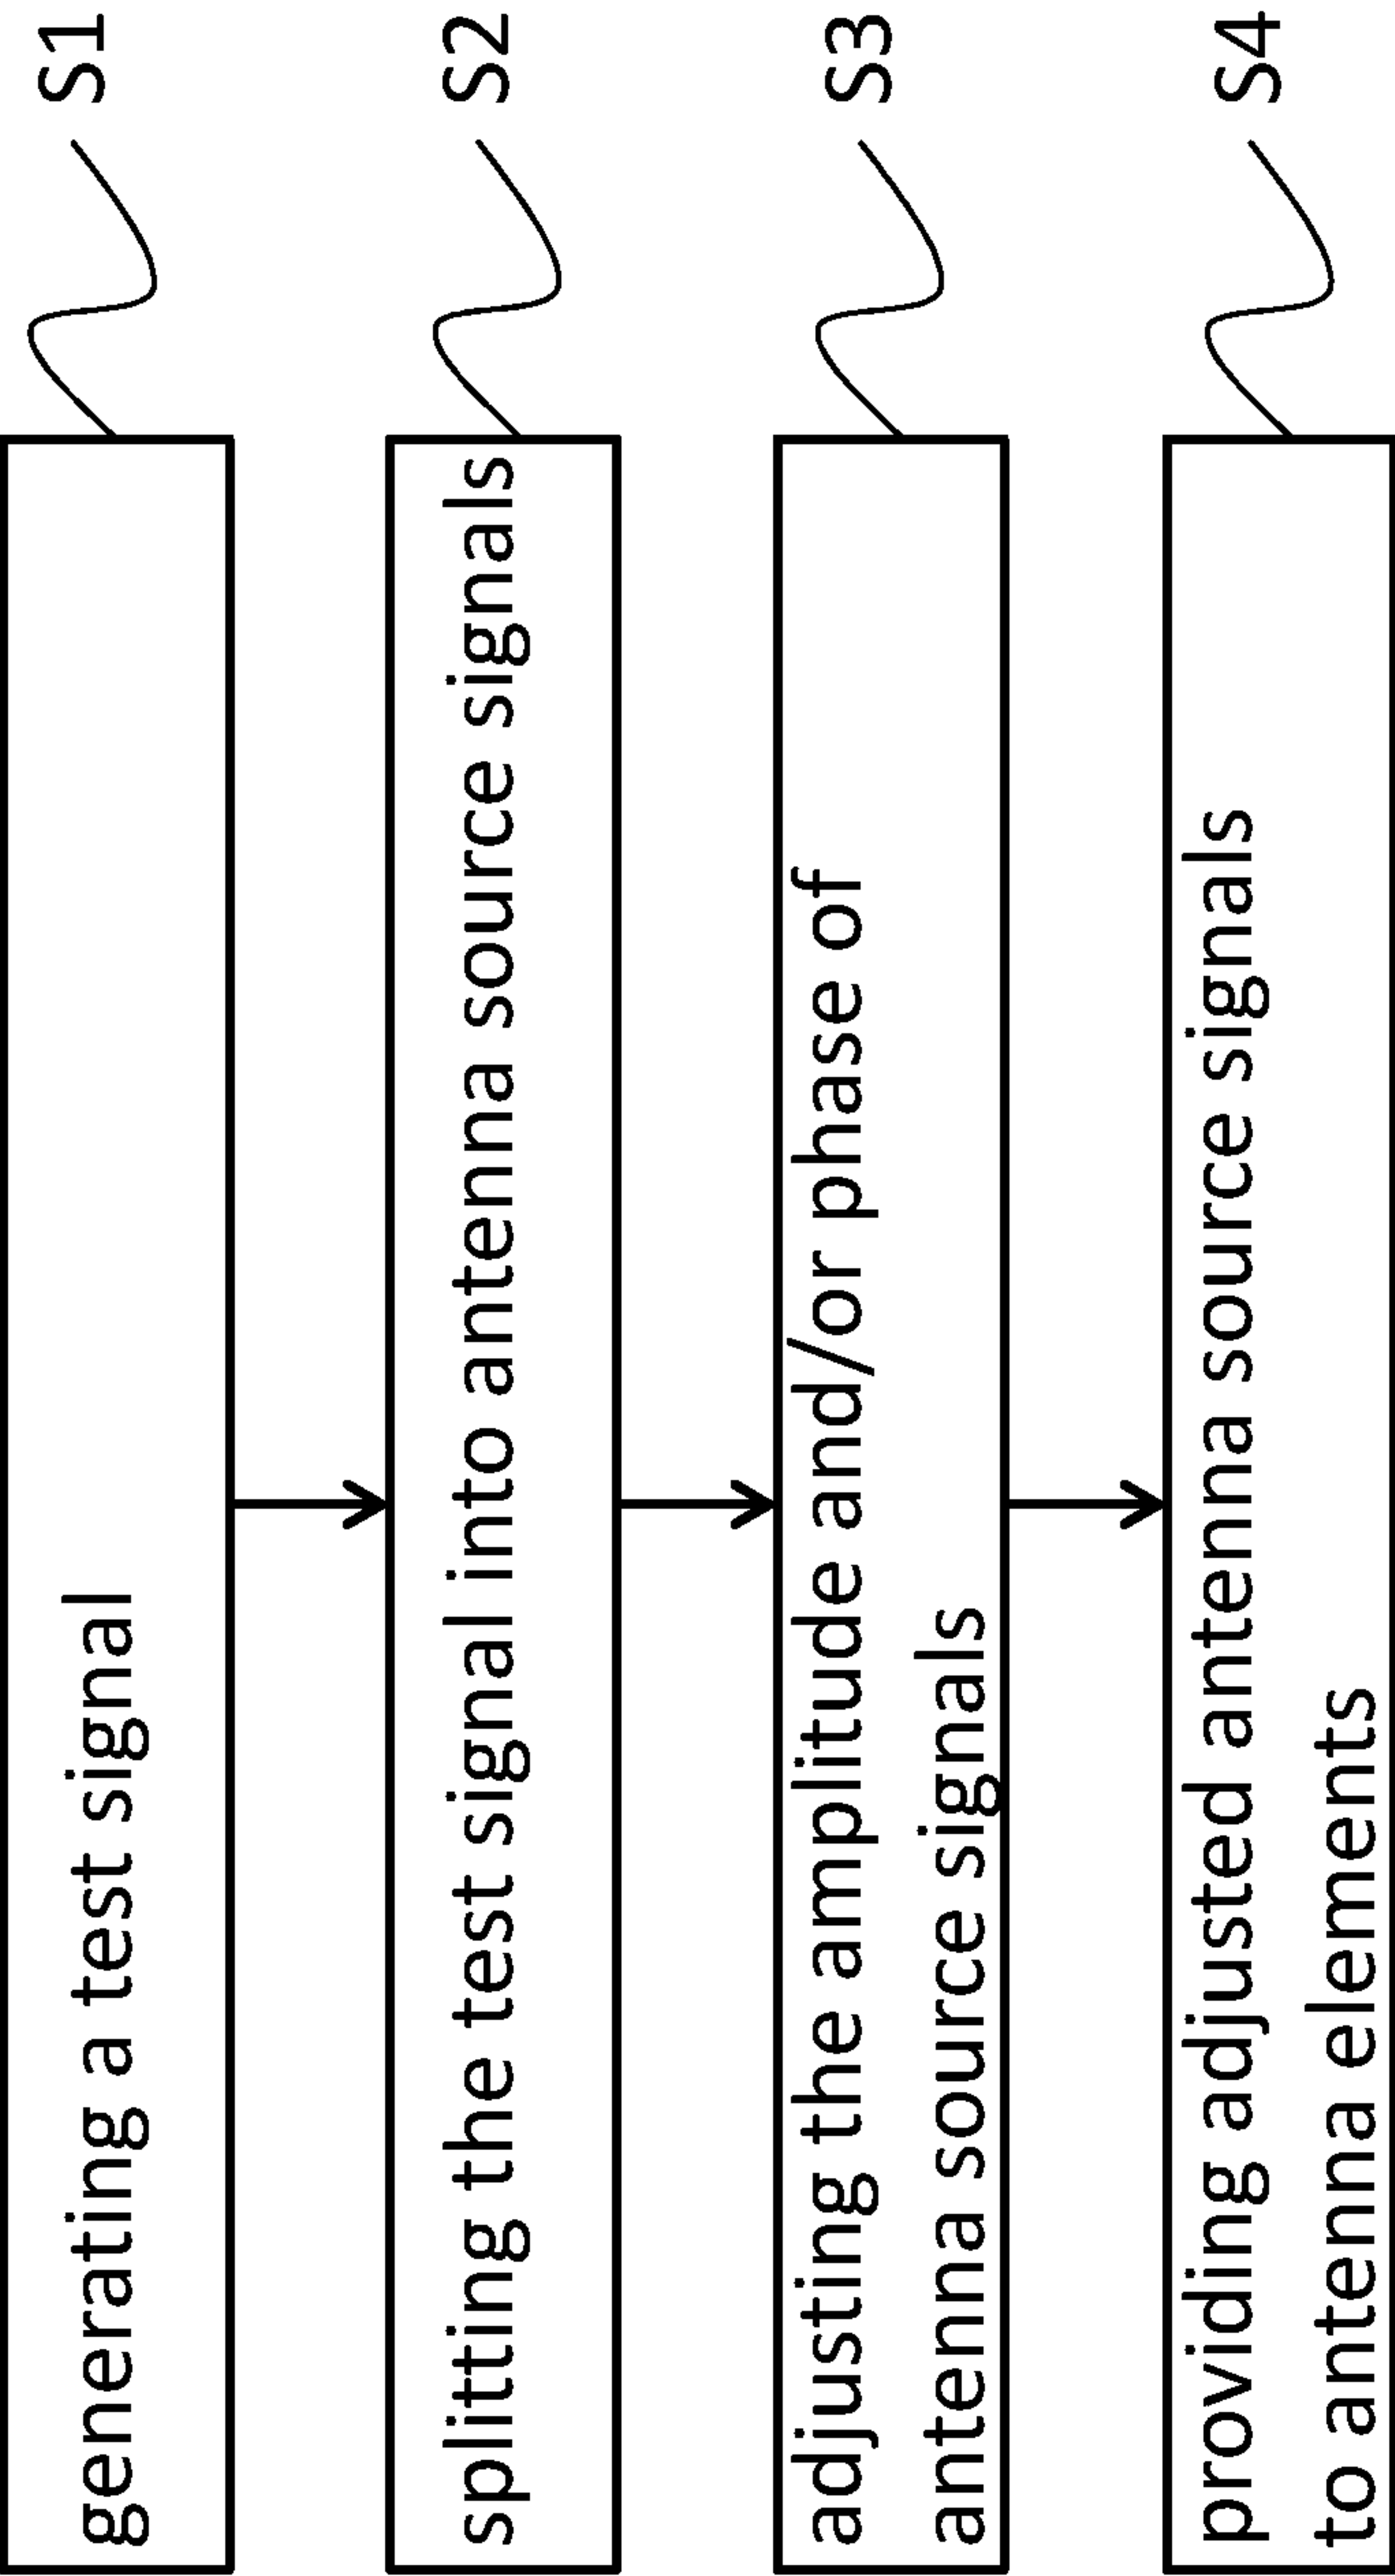 generating a test signal
S1
splitting the test signal into antenna source signals
S2
adjusting the amplitude and/or phase of
antenna source signals
S3
providing adjusted antenna source signals
to antenna elements
S4